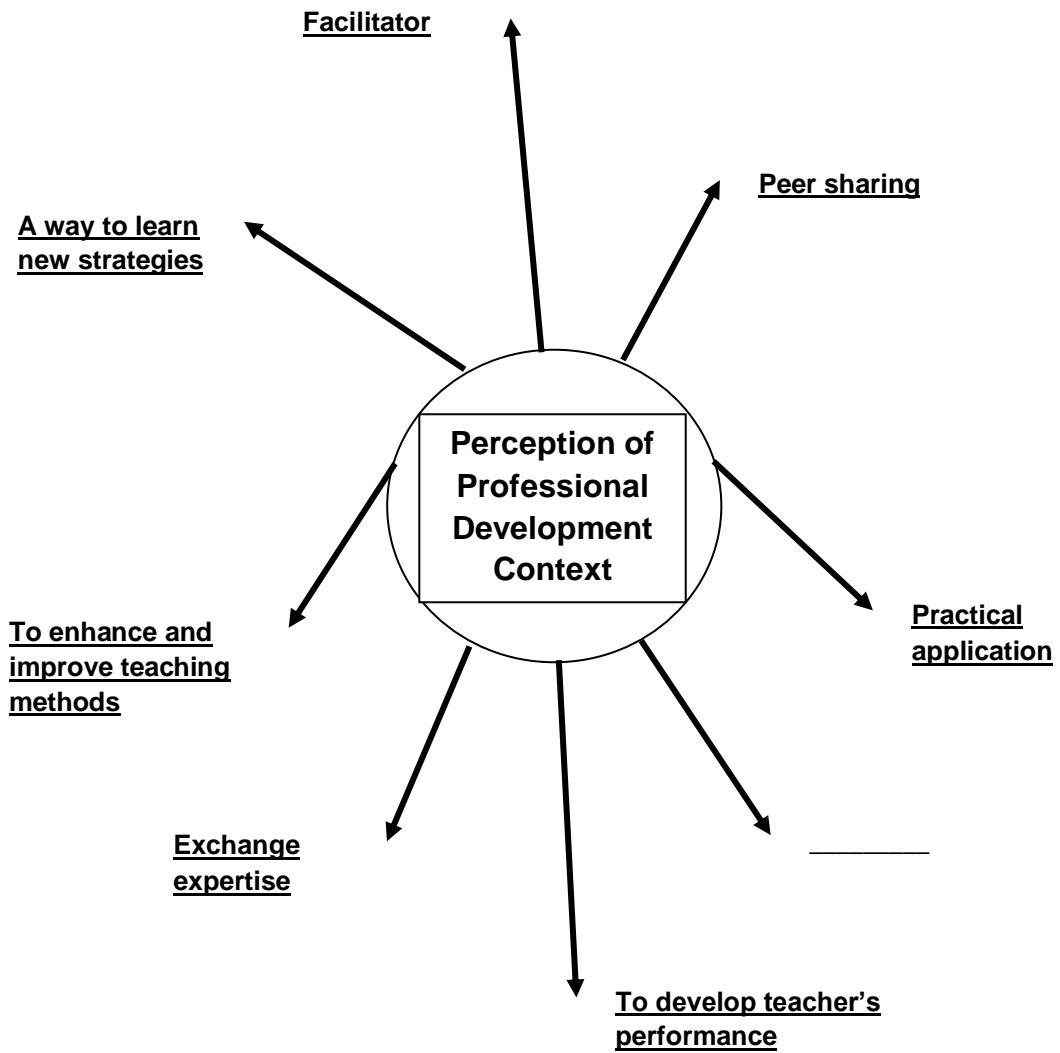 Facilitator
Peer sharing
A way to learn
new strategies
Perception of
Professional
Development
Context
Practical
application
To enhance and
improve teaching
methods
Exchange
expertise
_________
To develop teacher’s
performance